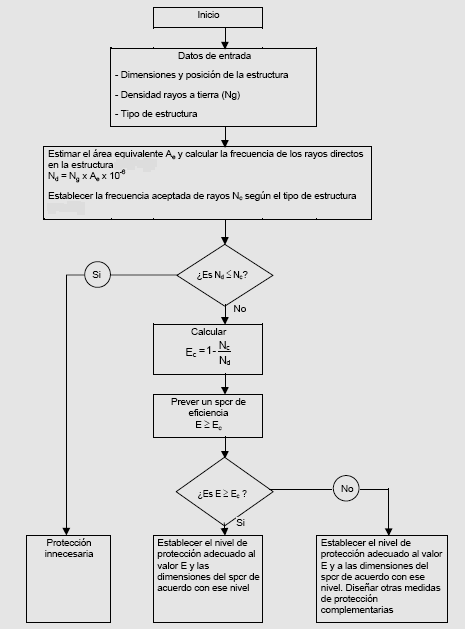 Inicio
Datos de entrada
- Dimensiones y posición de la estructura
- Densidad rayos a tierra (Ng)
- Tipo de estructura
Estimar el área equivalente Ae y calcular la frecuencia de los rayos directos
en la estructura
Nd = Ng x Ae x 10-6
Establecer la frecuencia aceptada de rayos Nc según el tipo de estructura
¿Es Nd ≤ Nc?
Si
No
Calcular
Ec = 1- Nc
Nd
Prever un spcr de
eficiencia
E ≥ Ec
¿Es E ≥ Ec ?
No
Si
Protección
innecesaria
Establecer el nivel de
protección adecuado al
valor E y las
dimensiones del spcr de
acuerdo con ese nivel
Establecer el nivel de
protección adecuado al valor
E y a las dimensiones del
spcr de acuerdo con ese
nivel. Diseñar otras medidas
de protección
complementarias